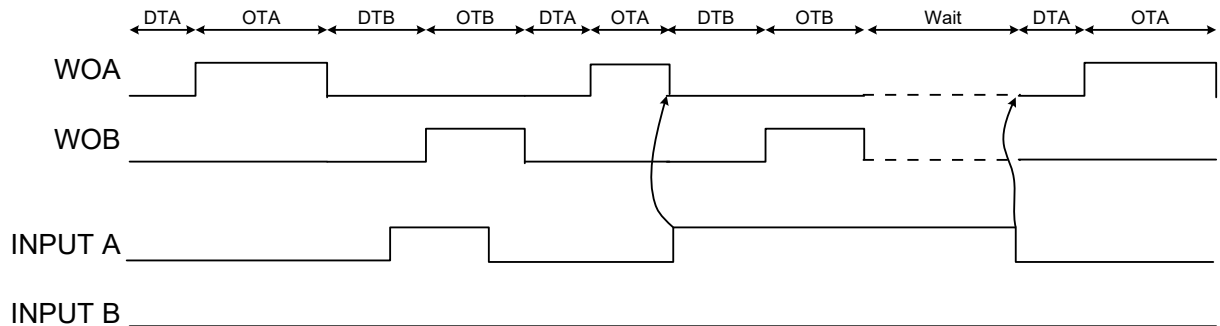 DTA OTA DTB OTB DTA OTA DTB OTB Wait DTA OTA
WOA
WOB
INPUT A
INPUT B